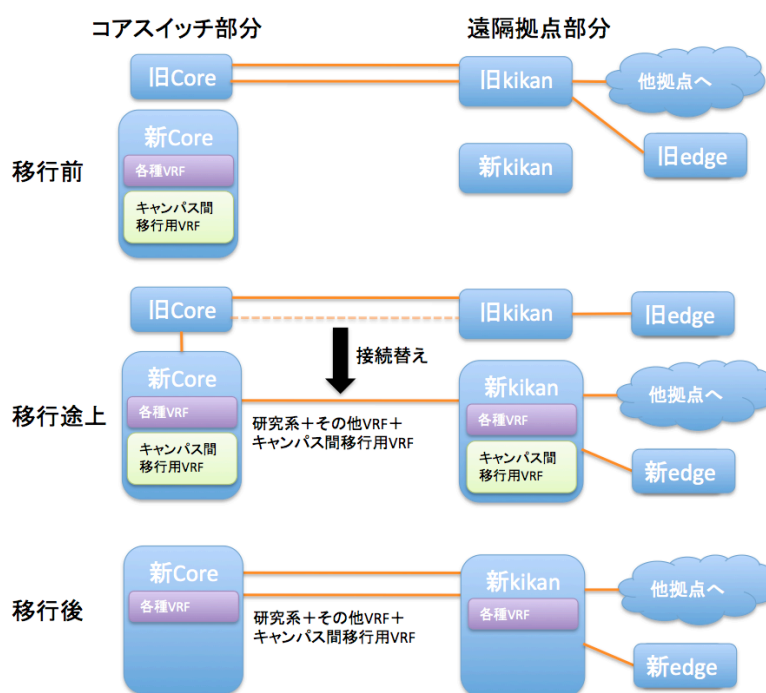 コアスイッチ部分
遠隔拠点部分
旧Core
旧kikan
他拠点へ
新Core
旧edge
移行前
各種VRF
新kikan
キャンパス間
移行用VRF
旧Core
旧kikan
旧edge
接続替え
新Core
新kikan
他拠点へ
移行途上
各種VRF
研究系+その他VRF+
キャンパス間移行用VRF
各種VRF
キャンパス間
移行用VRF
キャンパス間
移行用VRF
新edge
新Core
新kikan
他拠点へ
移行後
各種VRF
研究系+その他VRF+
キャンパス間移行用VRF
各種VRF
新edge